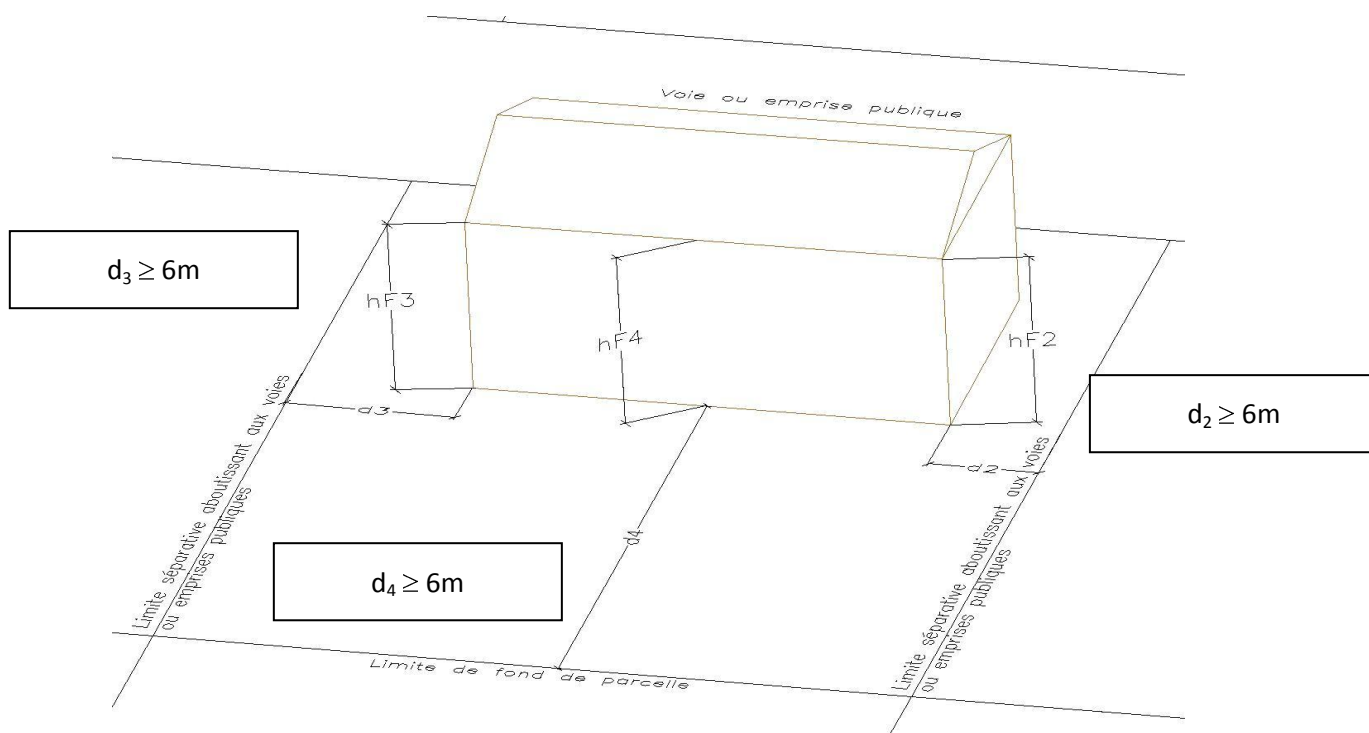 Voie ou emprise publique
d₃ ≥ 6m
hF3
hF4
hF2
d3
d2
d₂ ≥ 6m
Limite séparative aboutissant aux voies
ou emprises publiques
d4
d₄ ≥ 6m
Limite séparative aboutissant aux voies
ou emprises publiques
Limite de fond de parcelle